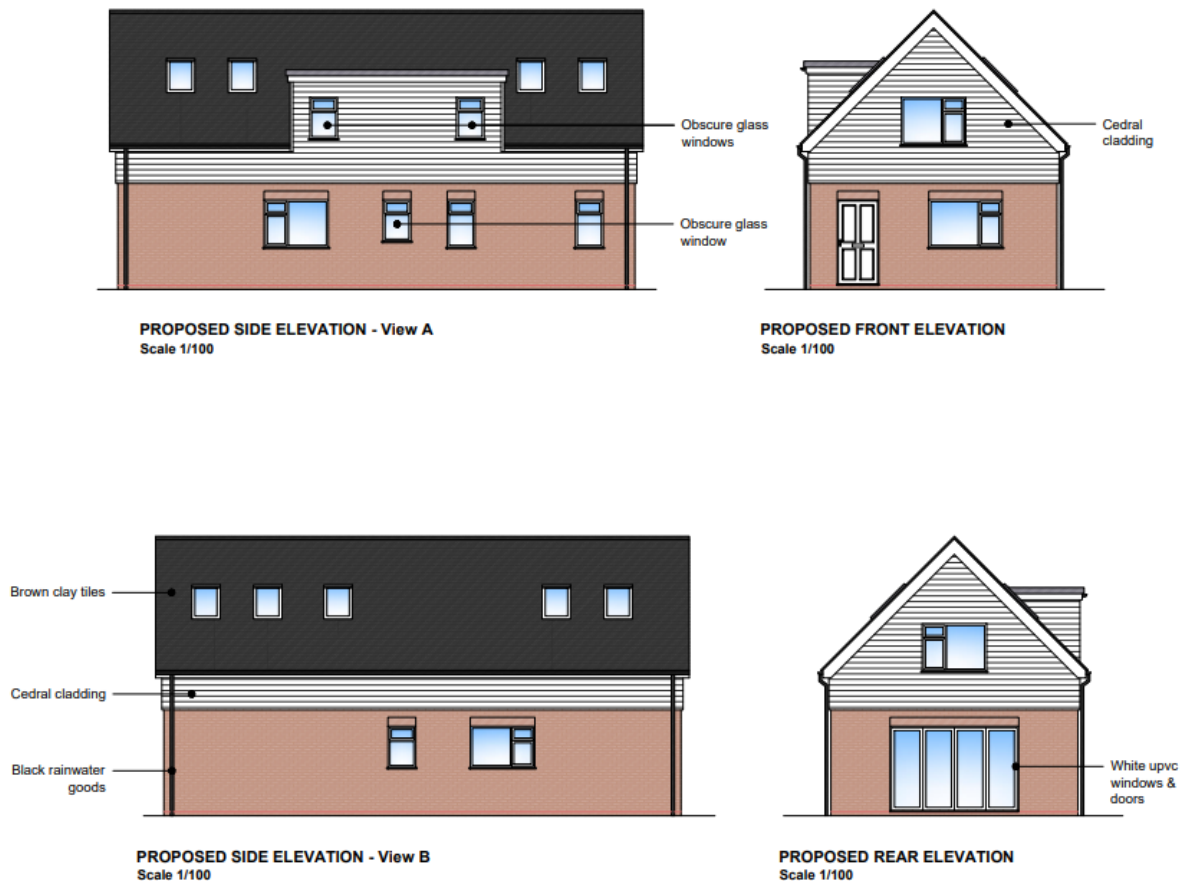 Obscure glass
windows
Obscure glass
window
Cedral
cladding
PROPOSED SIDE ELEVATION - View A
Scale 1/100
PROPOSED FRONT ELEVATION
Scale 1/100
Brown clay tiles
Cedral cladding
Black rainwater
goods
White upvc
windows &
doors
PROPOSED SIDE ELEVATION - View B
Scale 1/100
PROPOSED REAR ELEVATION
Scale 1/100